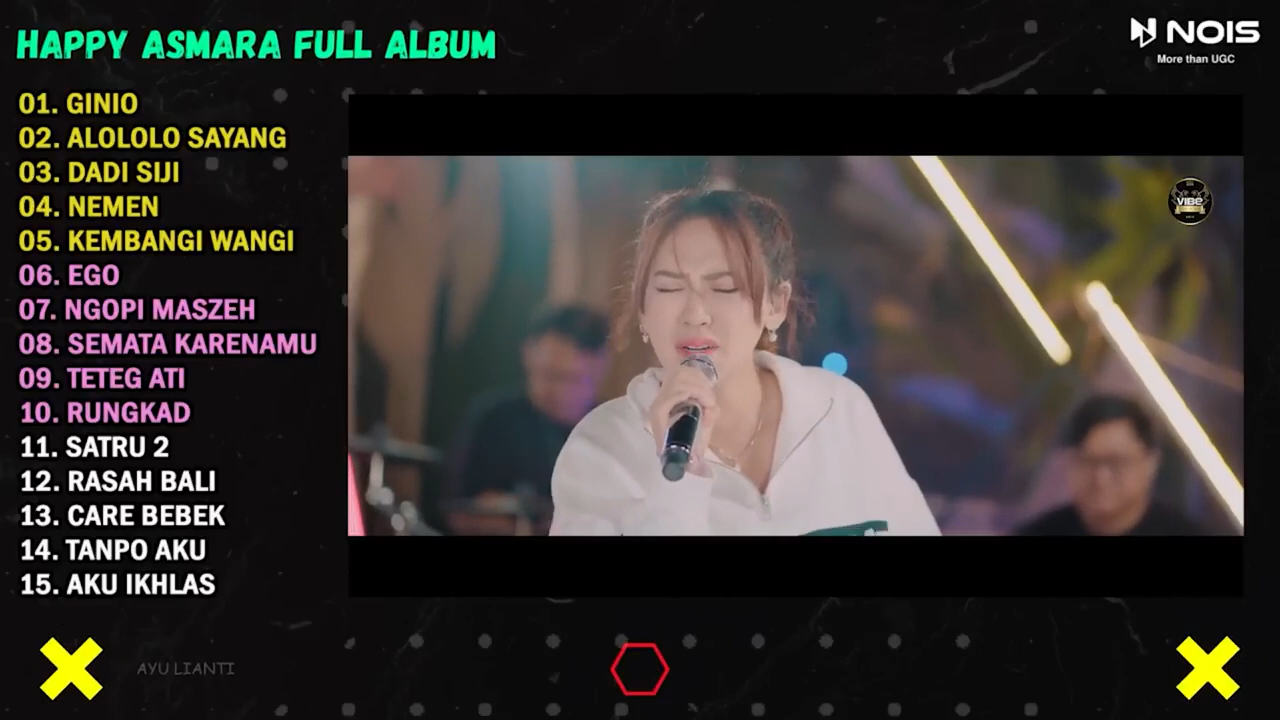 HAPPY ASMARA FULL ALBUM
NOIS
More than UGC
01. GINIO
02. ALOLOLO SAYANG
03. DADI SIJI
04. NEMEN
05. KEMBANGI WANGI
06. EGO
07. NGOPI MASZEH
08. SEMATA KARENAMU
09. TETEG ATI
10. RUNGKAD
11. SATRU 2
12. RASAH BALI
13. CARE BEBEK
14. TANPO AKU
15. AKU IKHLAS
VIBE
AYU LIANTI